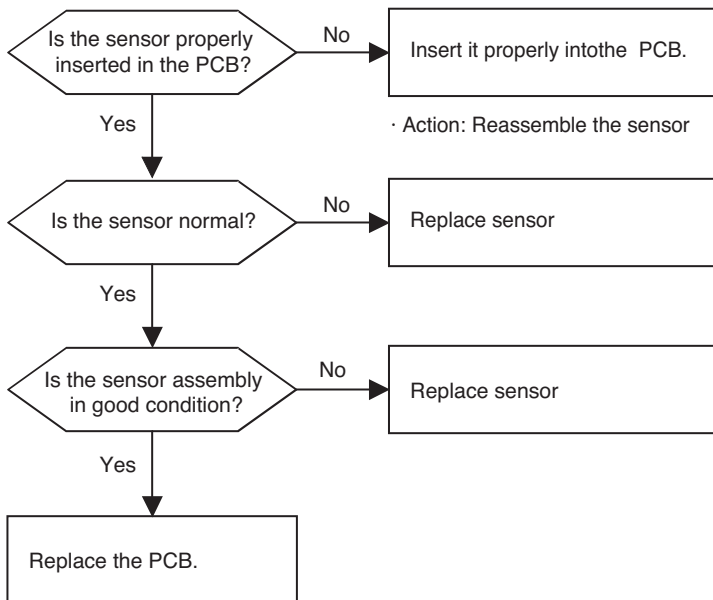 Is the sensor properly
inserted in the PCB?
No
Insert it properly intothe PCB.
Yes
· Action: Reassemble the sensor
Is the sensor normal?
No
Replace sensor
Yes
Is the sensor assembly
in good condition?
No
Replace sensor
Yes
Replace the PCB.